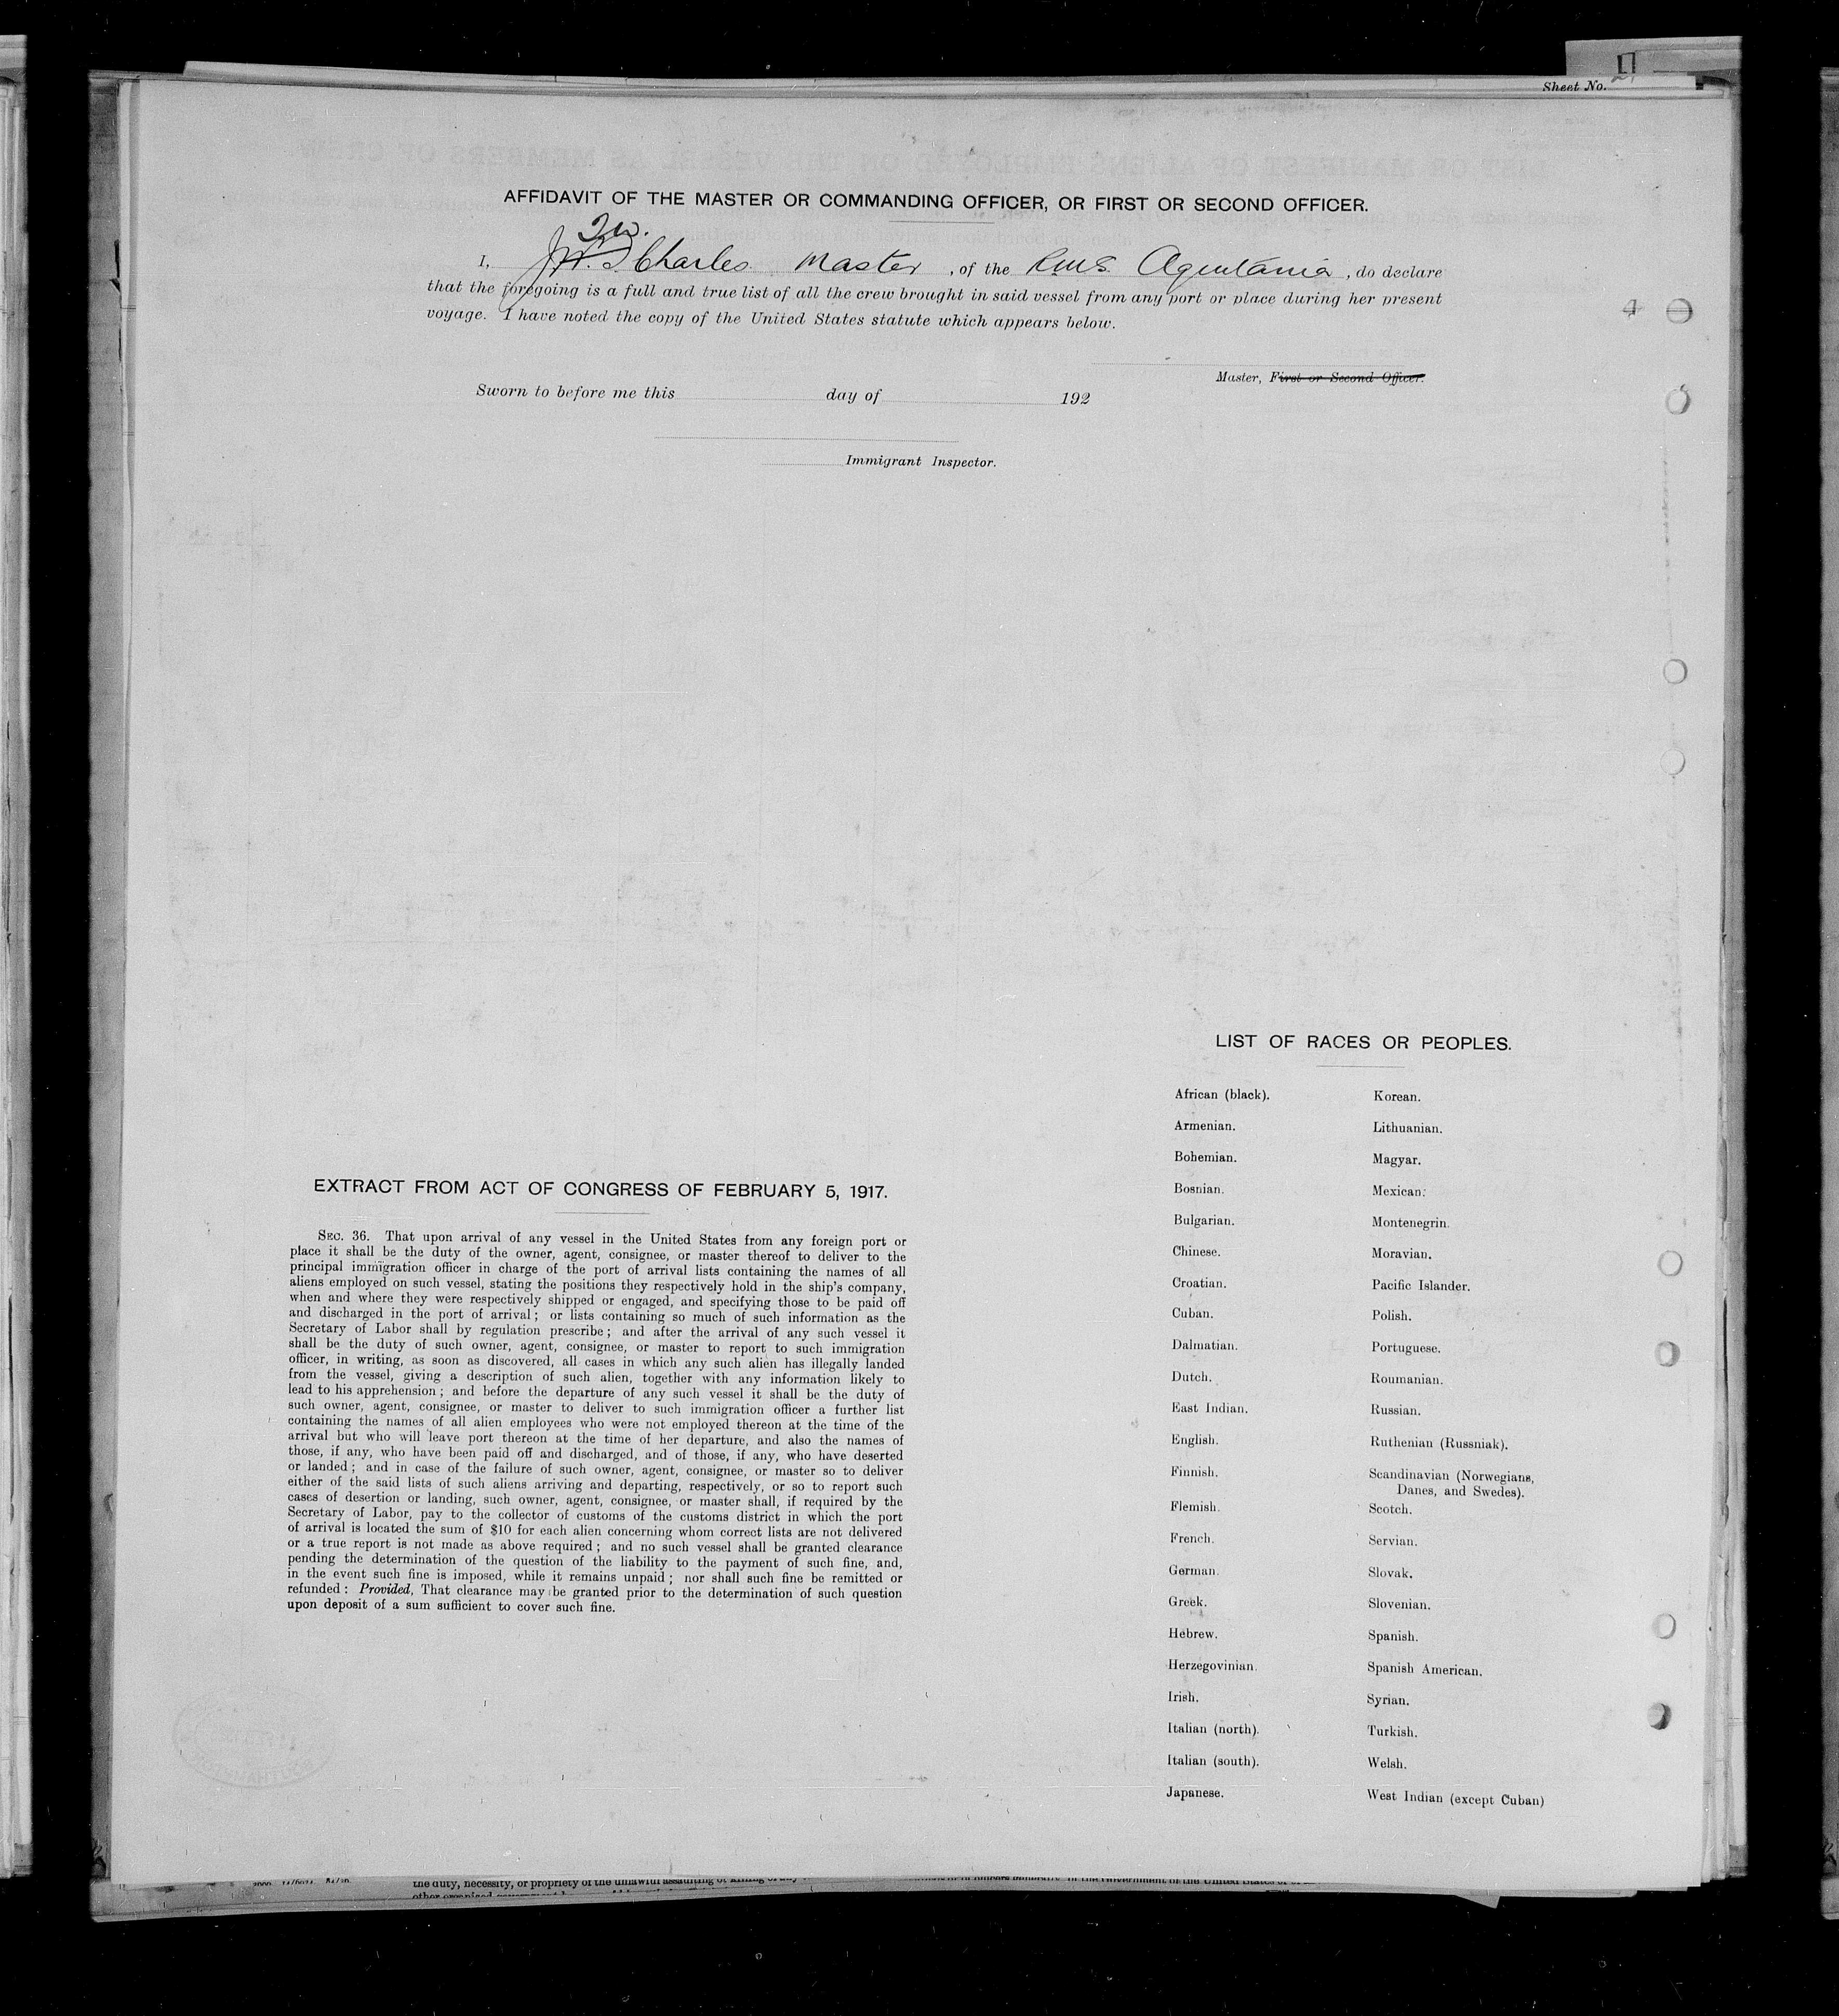 Sheet No.
AFFIDAVIT OF THE MASTER OR COMMANDING OFFICER, OR FIRST OR SECOND OFFICER.
I, Charles Master, of the R.M.S. Aquitania, do declare
that the foregoing is a full and true list of all the crew brought in said vessel from any port or place during her present
voyage. I have noted the copy of the United States statute which appears below.
Master, First or Second Officer.
Sworn to before me this day of 192
Immigrant Inspector.
4
LIST OF RACES OR PEOPLES.
African (black). Korean.
Armenian. Lithuanian.
Bohemian. Magyar.
Bosnian. Mexican.
Bulgarian. Montenegrin.
Chinese. Moravian.
Croatian. Pacific Islander.
Cuban. Polish.
Dalmatian. Portuguese.
Dutch. Roumanian.
East Indian. Russian.
English. Ruthenian (Russniak).
Finnish. Scandinavian (Norwegians,
Danes, and Swedes).
Flemish. Scotch.
French. Servian.
German. Slovak.
Greek. Slovenian.
Hebrew. Spanish.
Herzegovinian. Spanish American.
Irish. Syrian.
Italian (north). Turkish.
Italian (south). Welsh.
Japanese. West Indian (except Cuban)
EXTRACT FROM ACT OF CONGRESS OF FEBRUARY 5, 1917.
SEC. 36. That upon arrival of any vessel in the United States from any foreign port or
place it shall be the duty of the owner, agent, consignee, or master thereof to deliver to the
principal immigration officer in charge of the port of arrival lists containing the names of all
aliens employed on such vessel, stating the positions they respectively hold in the ship's company,
when and where they were respectively shipped or engaged, and specifying those to be paid off
and discharged in the port of arrival; or lists containing so much of such information as the
Secretary of Labor shall by regulation prescribe; and after the arrival of any such vessel it
shall be the duty of such owner, agent, consignee, or master to report to such immigration
officer, in writing, as soon as discovered, all cases in which any such alien has illegally landed
from the vessel, giving a description of such alien, together with any information likely to
lead to his apprehension; and before the departure of any such vessel it shall be the duty of
such owner, agent, consignee, or master to deliver to such immigration officer a further list
containing the names of all alien employees who were not employed thereon at the time of the
arrival but who will leave port thereon at the time of her departure, and also the names of
those, if any, who have been paid off and discharged, and of those, if any, who have deserted
or landed; and in case of the failure of such owner, agent, consignee, or master so to deliver
either of the said lists of such aliens arriving and departing, respectively, or so to report such
cases of desertion or landing, such owner, agent, consignee, or master shall, if required by the
Secretary of Labor, pay to the collector of customs of the customs district in which the port
of arrival is located the sum of $10 for each alien concerning whom correct lists are not delivered
or a true report is not made as above required; and no such vessel shall be granted clearance
pending the determination of the question of the liability to the payment of such fine, and,
in the event such fine is imposed, while it remains unpaid; nor shall such fine be remitted or
refunded: Provided, That clearance may be granted prior to the determination of such question
upon deposit of a sum sufficient to cover such fine.
the duty, necessity, or propriety of the unlawful assaulting or killing of any